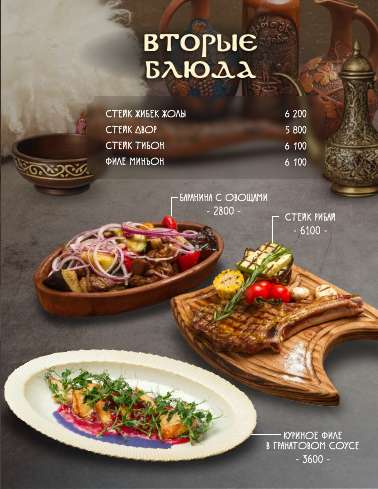 ВТОРЫЕ
БЛЮДА
СТЕЙК ЖИБЕК ЖОЛЫ 6 200
СТЕЙК ДВОР 5 800
СТЕЙК ТИБОН 6 100
ФИЛЕ МИНЬОН 6 100
БАРАНИНА С ОВОЩАМИ
- 2800 -
СТЕЙК РИБАЙ
- 6100 -
КУРИНОЕ ФИЛЕ
В ГРАНАТОВОМ СОУСЕ
- 3600 -